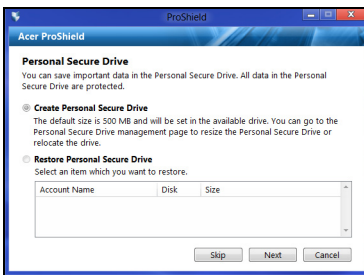 ProShield
Acer ProShield
Personal Secure Drive
You can save important data in the Personal Secure Drive. All data in the Personal
Secure Drive are protected.
Create Personal Secure Drive
The default size is 500 MB and will be set in the available drive. You can go to the
Personal Secure Drive management page to resize the Personal Secure Drive or
relocate the drive.
Restore Personal Secure Drive
Select an item which you want to restore.
Account Name Disk Size
Skip Next Cancel